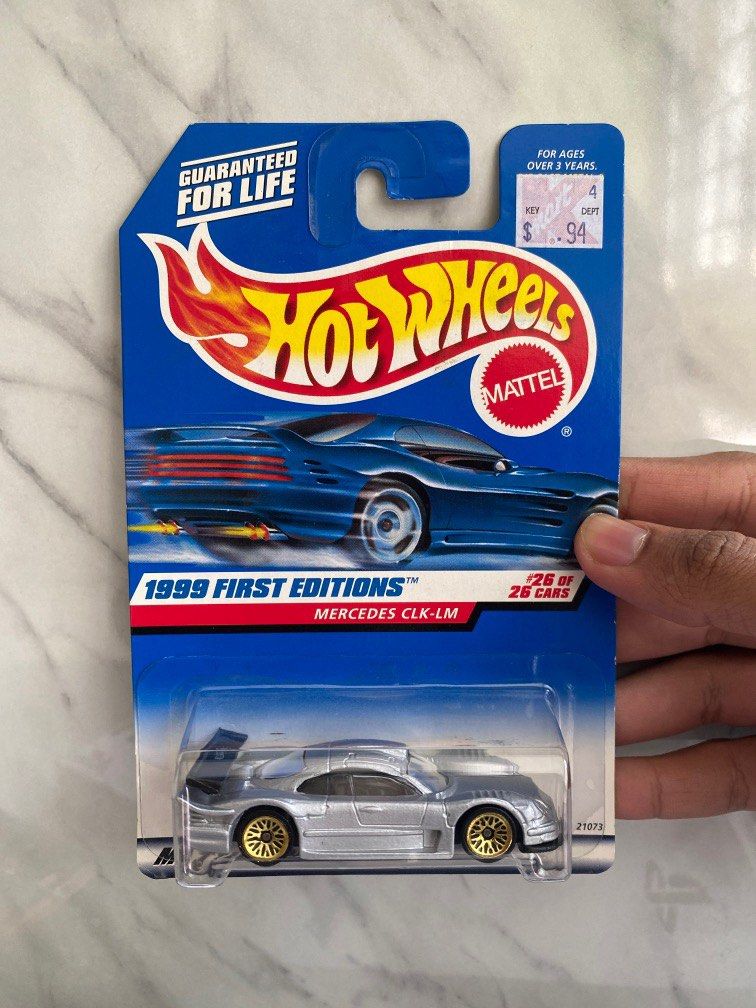 GUARANTEED
FOR LIFE
FOR AGES
OVER 3 YEARS.
4
KEY DEPT
$ .94
HOT WHEELS
MATTEL
®
1999 FIRST EDITIONS™
#26 OF
26 CARS
MERCEDES CLK-LM
21073